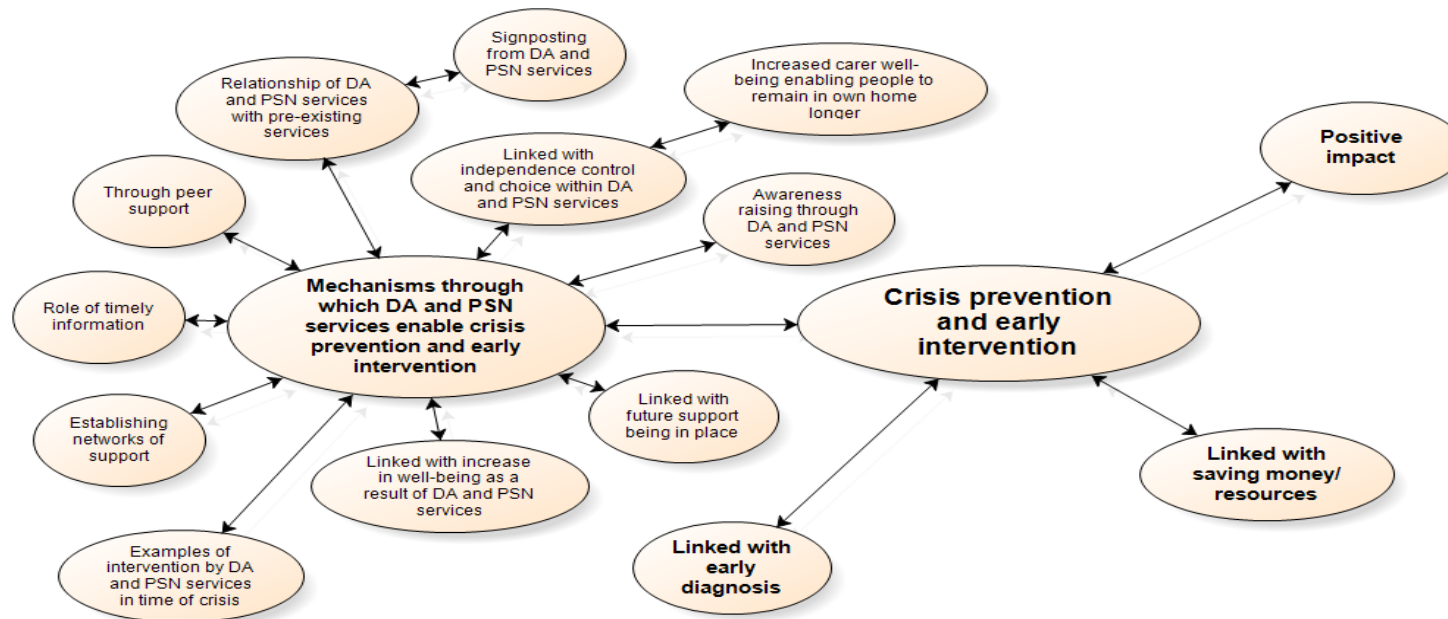 Signposting
from DA and
PSN services
Relationship of DA
and PSN services
with pre-existing
services
Increased carer well-
being enabling people to
remain in own home
longer
Positive
impact
Linked with
independence control
and choice within DA
and PSN services
Through peer
support
Awareness
raising through
DA and PSN
services
Mechanisms through
which DA and PSN
services enable crisis
prevention and early
intervention
Crisis prevention
and early
intervention
Role of timely
information
Linked with
future support
being in place
Establishing
networks of
support
Linked with increase
in well-being as a
result of DA and PSN
services
Linked with
saving money/
resources
Examples of
intervention by DA
and PSN services
in time of crisis
Linked with
early
diagnosis